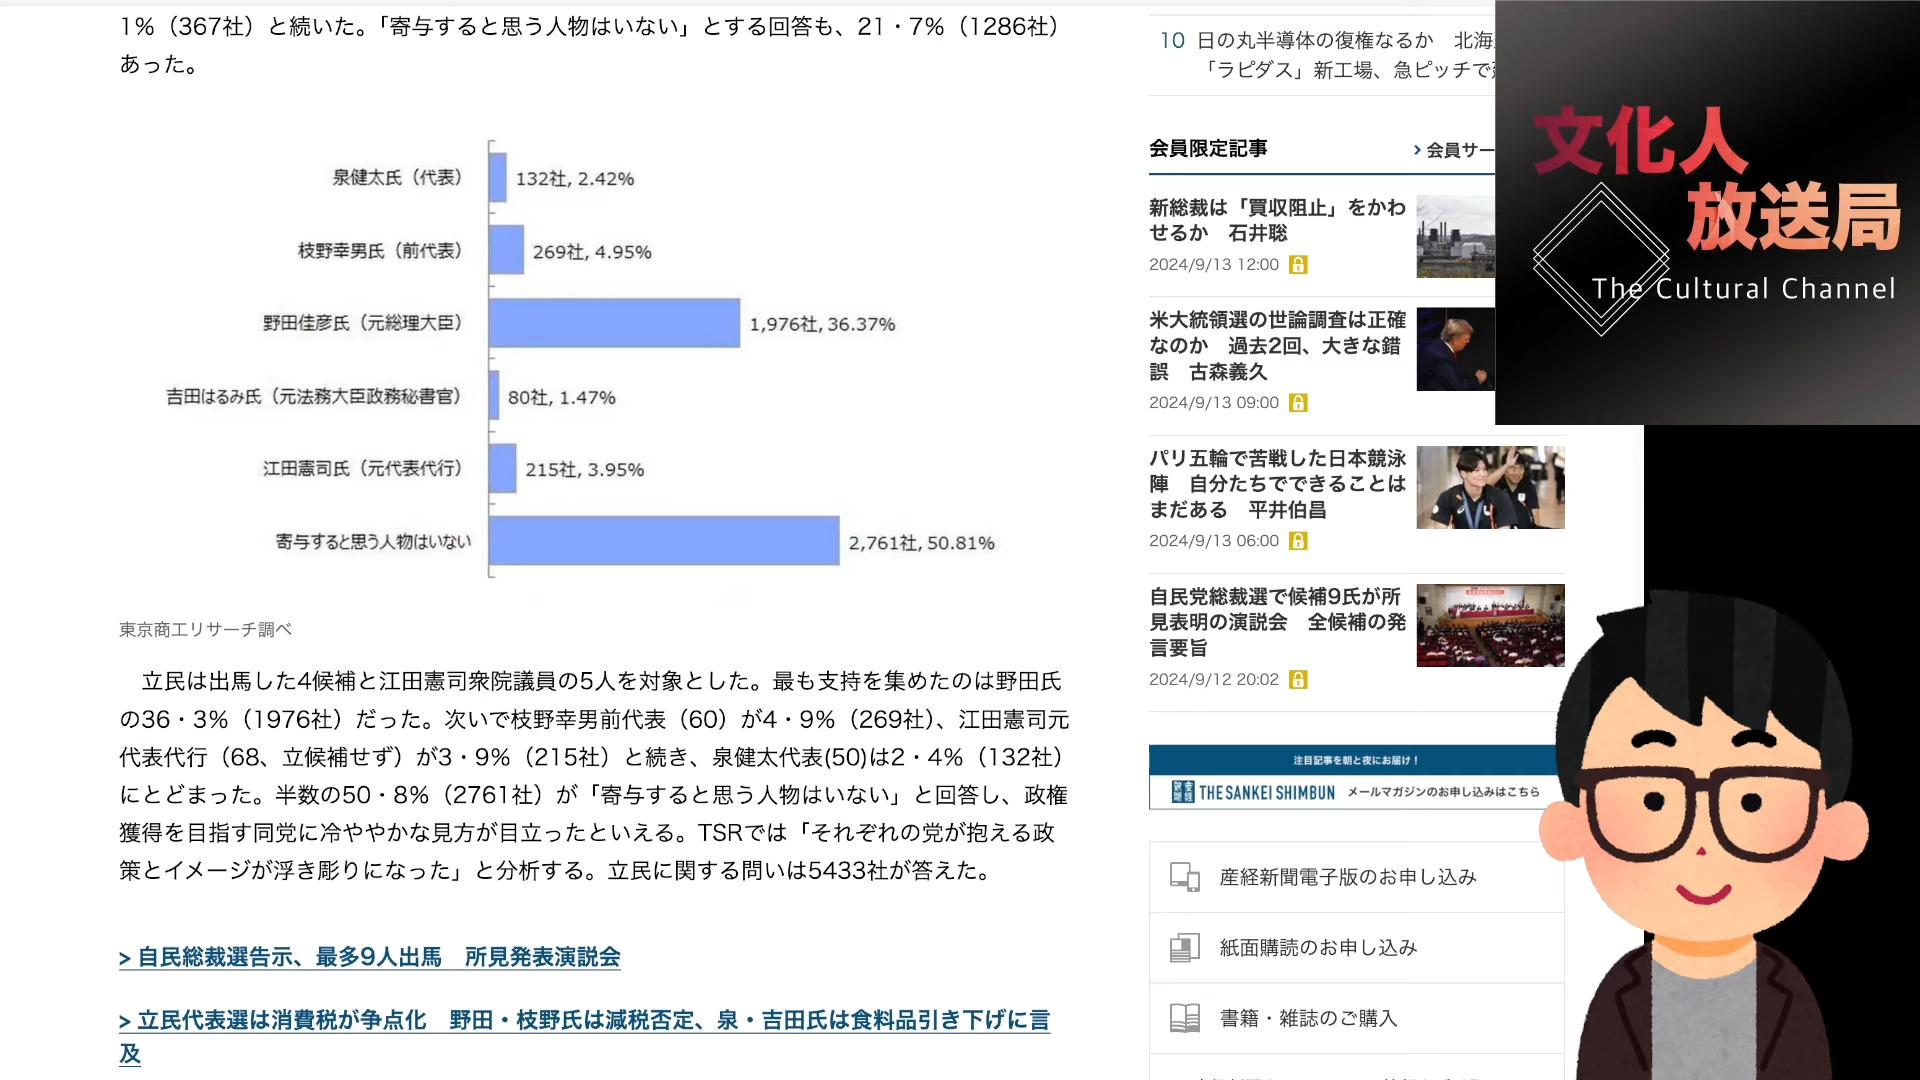 1%（367社）と続いた。「寄与すると思う人物はいない」とする回答も、21・7%（1286社）
あった。
泉健太氏（代表）
132社, 2.42%
枝野幸男氏（前代表）
269社, 4.95%
野田佳彦氏（元総理大臣）
1,976社, 36.37%
吉田はるみ氏（元法務大臣政務秘書官）
80社, 1.47%
江田憲司氏（元代表代行）
215社, 3.95%
寄与すると思う人物はいない
2,761社, 50.81%
東京商工リサーチ調べ
立民は出馬した4候補と江田憲司衆院議員の5人を対象とした。最も支持を集めたのは野田氏
の36・3%（1976社）だった。次いで枝野幸男前代表（60）が4・9%（269社）、江田憲司元
代表代行（68、立候補せず）が3・9%（215社）と続き、泉健太代表(50)は2・4%（132社）
にとどまった。半数の50・8%（2761社）が「寄与すると思う人物はいない」と回答し、政権
獲得を目指す同党に冷ややかな見方が目立ったといえる。TSRでは「それぞれの党が抱える政
策とイメージが浮き彫りになった」と分析する。立民に関する問いは5433社が答えた。
> 自民総裁選告示、最多9人出馬　所見発表演説会
> 立民代表選は消費税が争点化　野田・枝野氏は減税否定、泉・吉田氏は食料品引き下げに言
及
10 日の丸半導体の復権なるか　北海
「ラピダス」新工場、急ピッチで
会員限定記事
> 会員サー
新総裁は「買収阻止」をかわ
せるか　石井聡
2024/9/13 12:00
米大統領選の世論調査は正確
なのか　過去2回、大きな錯
誤　古森義久
2024/9/13 09:00
パリ五輪で苦戦した日本競泳
陣　自分たちでできることは
まだある　平井伯昌
2024/9/13 06:00
自民党総裁選で候補9氏が所
見表明の演説会　全候補の発
言要旨
2024/9/12 20:02
注目記事を朝と夜にお届け！
THE SANKEI SHIMBUN メールマガジンのお申し込みはこちら
産経新聞電子版のお申し込み
紙面購読のお申し込み
書籍・雑誌のご購入
文化人
放送局
The Cultural Channel